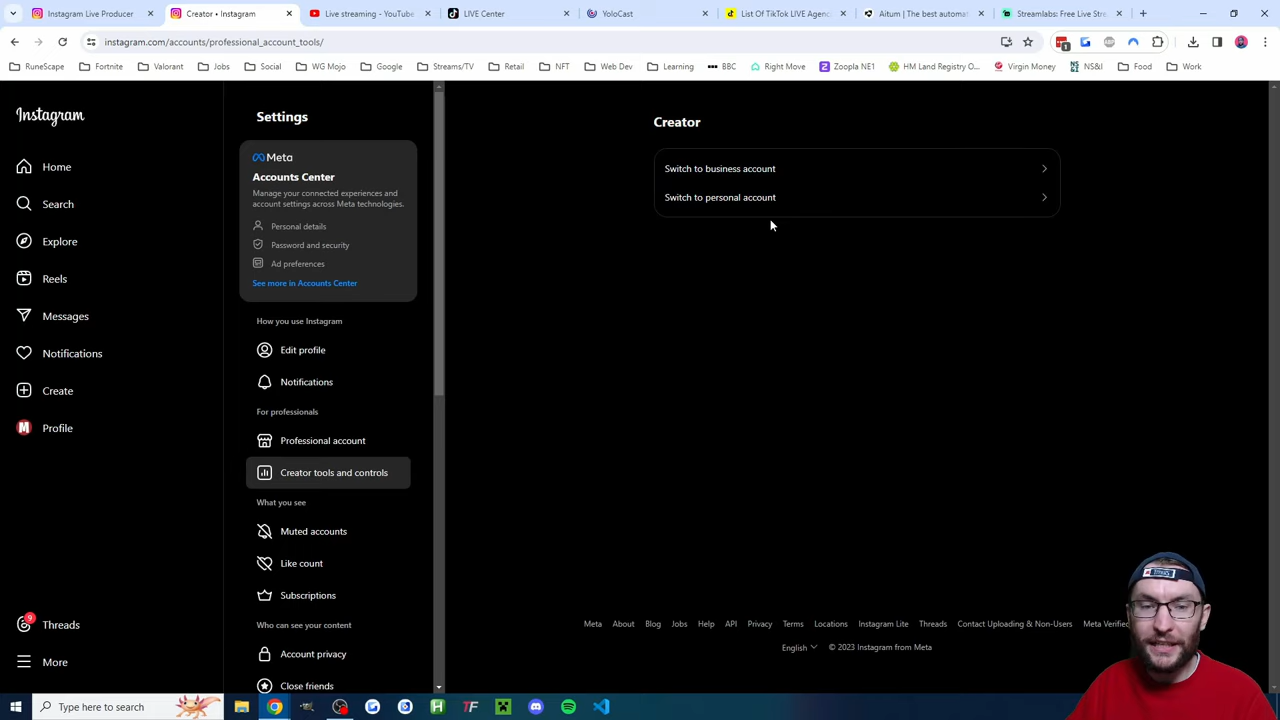 Instagram Live Producer
Creator • Instagram
Live streaming - YouTube
LIVE Center
YoloCast
List Of TikTok LIVE Agenc
Aitum | The best automat
Streamlabs: Free Live Stre
instagram.com/accounts/professional_account_tools/
RuneScape
Fortnite
Valorant
Jobs
Social
WG Mojo
Google
Streams/TV
Retail
NFT
Web Dev
Learning
BBC
Right Move
Zoopla NE1
HM Land Registry O...
Virgin Money
NS&I
Food
Work
Instagram
Home
Search
Explore
Reels
Messages
Notifications
Create
Profile
9
Threads
More
Settings
Meta
Accounts Center
Manage your connected experiences and
account settings across Meta technologies.
Personal details
Password and security
Ad preferences
See more in Accounts Center
How you use Instagram
Edit profile
Notifications
For professionals
Professional account
Creator tools and controls
What you see
Muted accounts
Like count
Subscriptions
Who can see your content
Account privacy
Close friends
Creator
Switch to business account
Switch to personal account
Meta
About
Blog
Jobs
Help
API
Privacy
Terms
Locations
Instagram Lite
Threads
Contact Uploading & Non-Users
Meta Verified
English
© 2023 Instagram from Meta
Type here to search